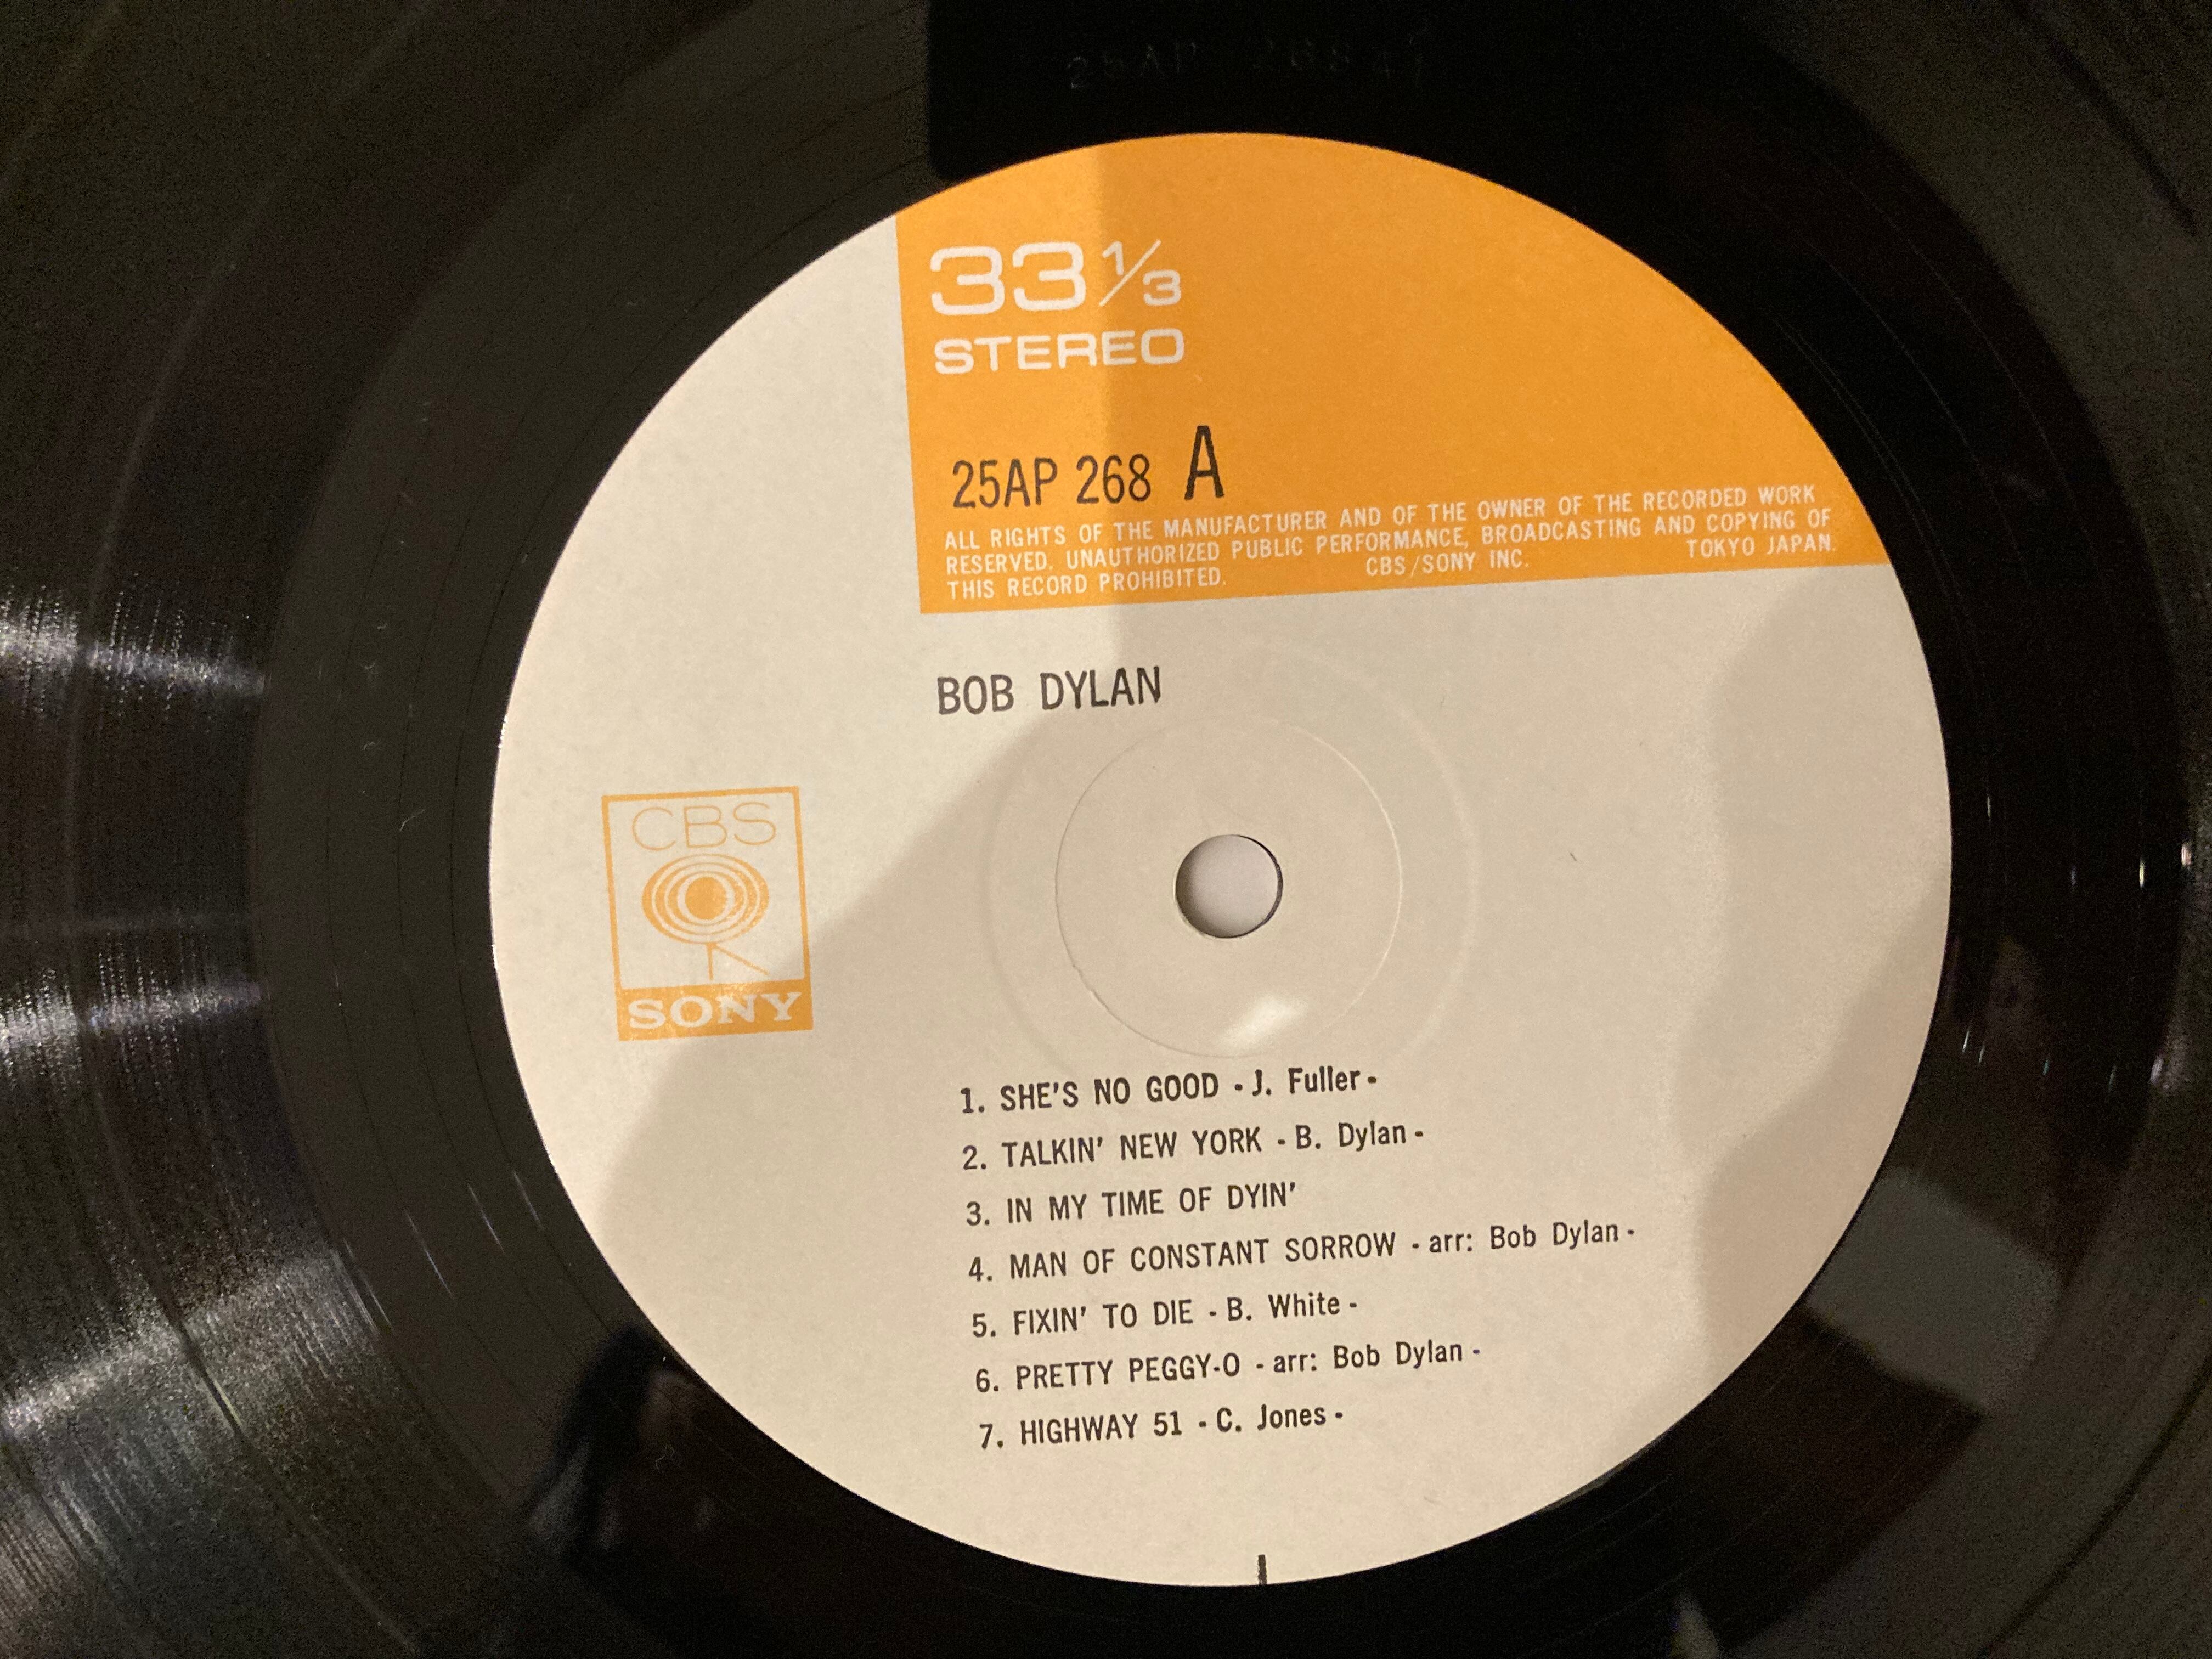 33 1/3
STEREO
25AP 268 A
ALL RIGHTS OF THE MANUFACTURER AND OF THE OWNER OF THE RECORDED WORK
RESERVED. UNAUTHORIZED PUBLIC PERFORMANCE, BROADCASTING AND COPYING OF
THIS RECORD PROHIBITED. CBS/SONY INC. TOKYO JAPAN.
BOB DYLAN
CBS
SONY
1. SHE'S NO GOOD - J. Fuller -
2. TALKIN' NEW YORK - B. Dylan -
3. IN MY TIME OF DYIN'
4. MAN OF CONSTANT SORROW - arr: Bob Dylan -
5. FIXIN' TO DIE - B. White -
6. PRETTY PEGGY-O - arr: Bob Dylan -
7. HIGHWAY 51 - C. Jones -